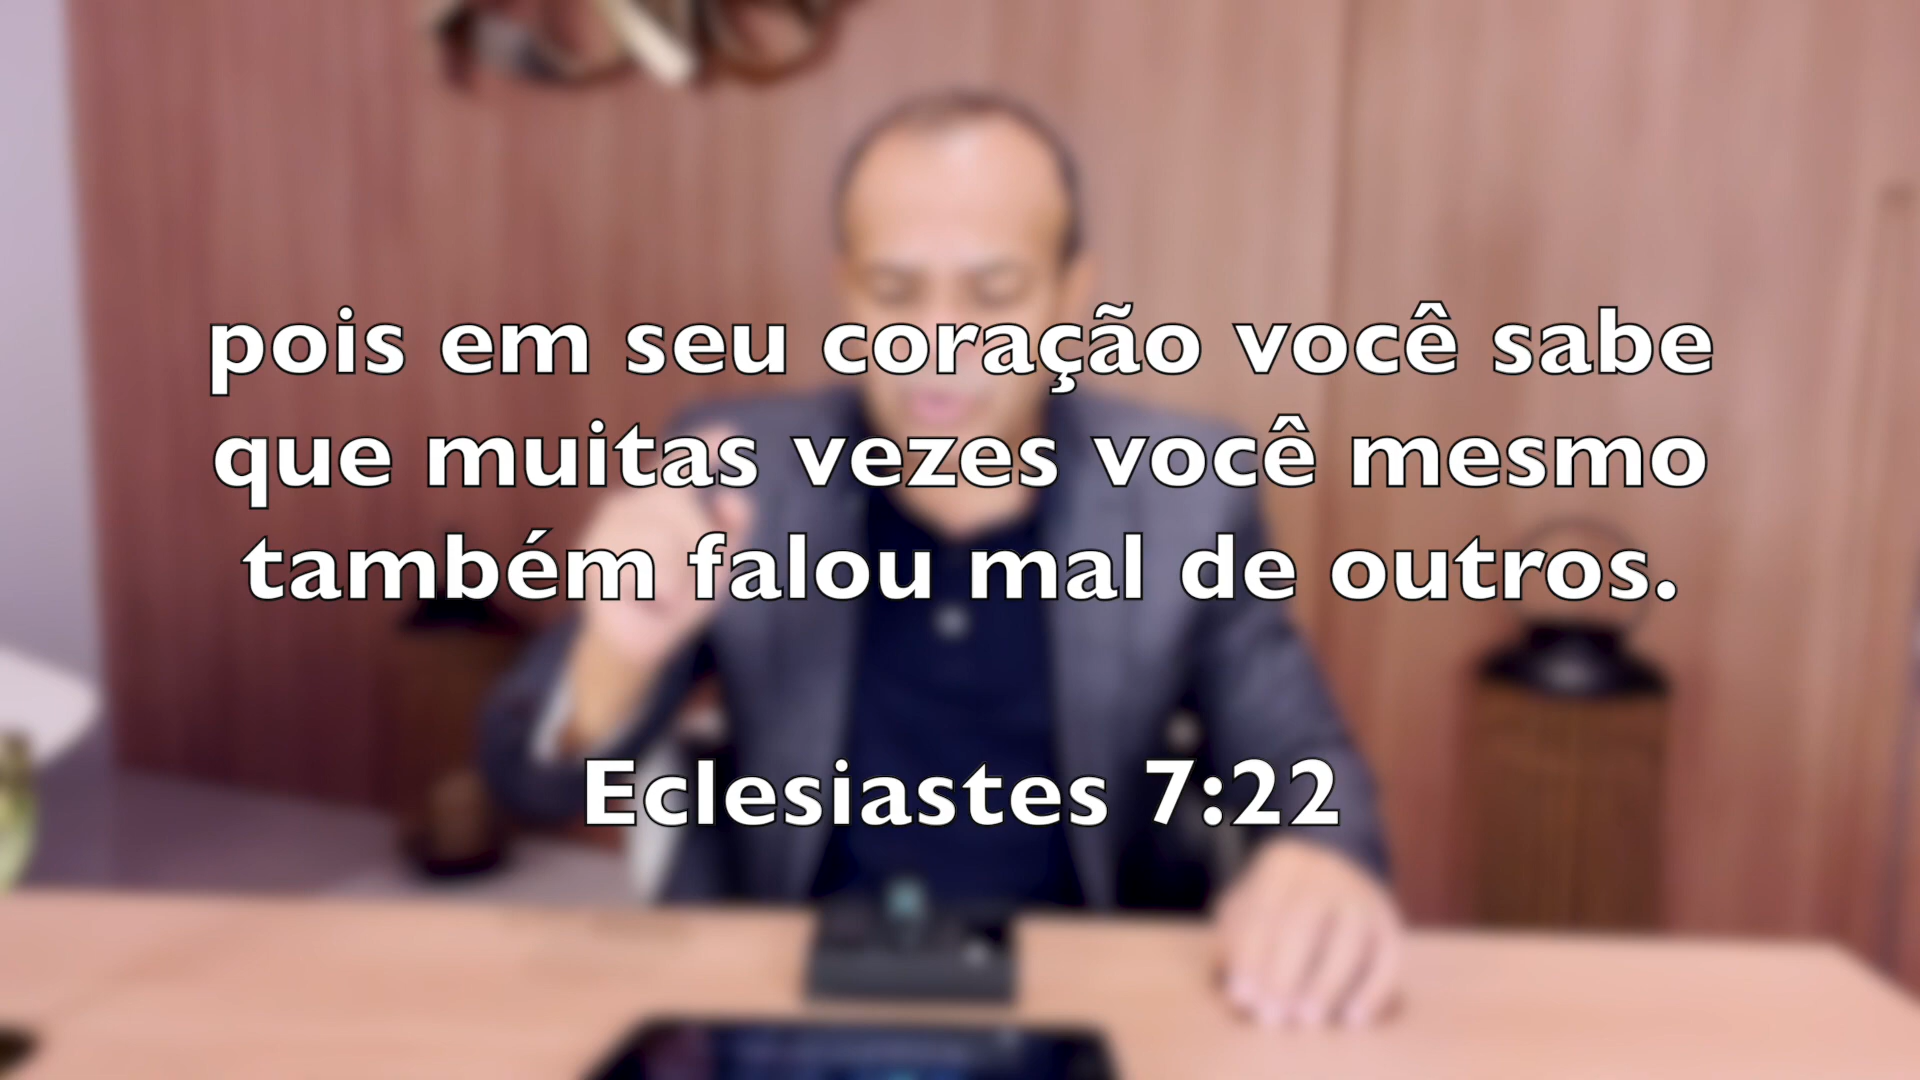 pois em seu coração você sabe
que muitas vezes você mesmo
também falou mal de outros.
Eclesiastes 7:22